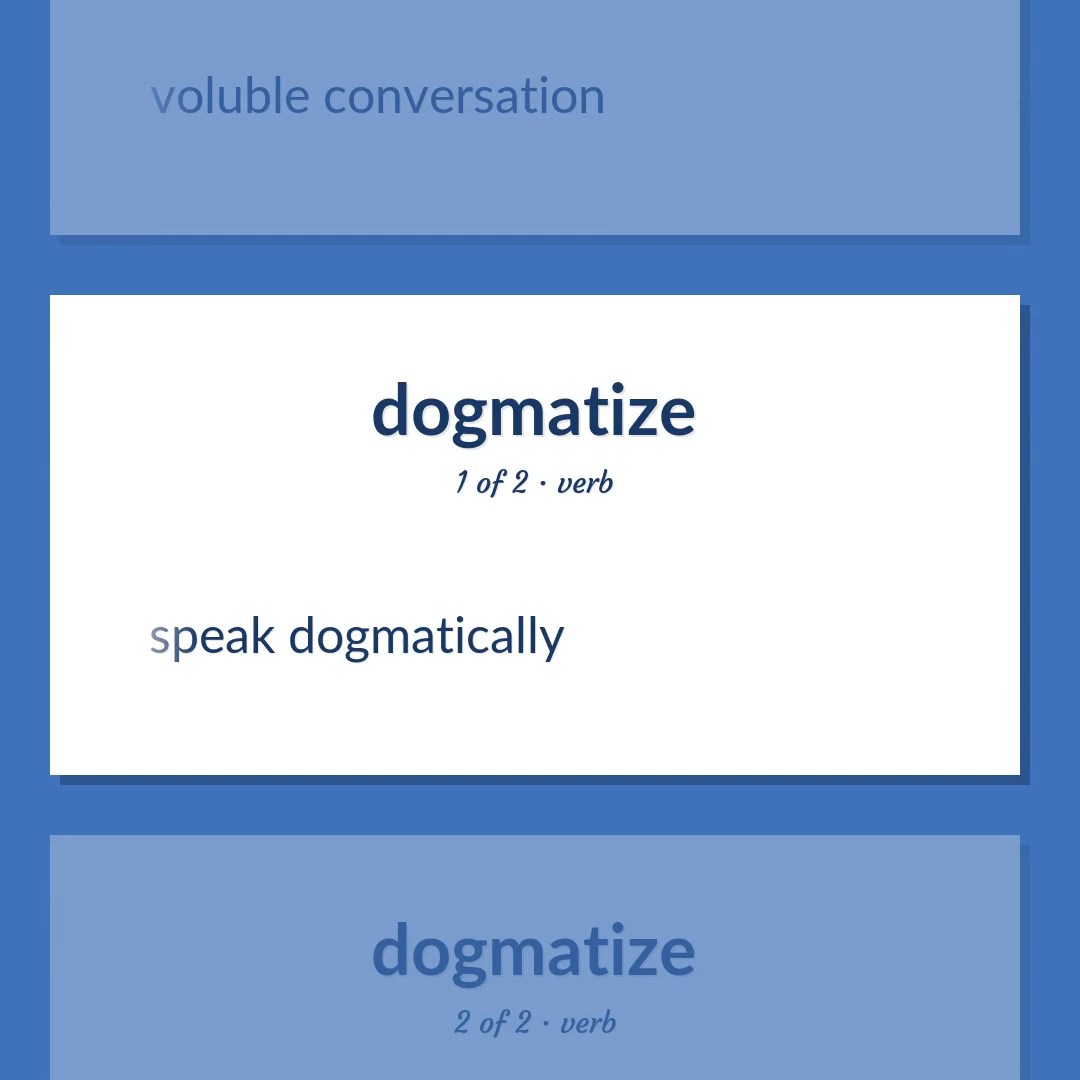 voluble conversation
dogmatize
1 of 2 · verb
speak dogmatically
dogmatize
2 of 2 · verb